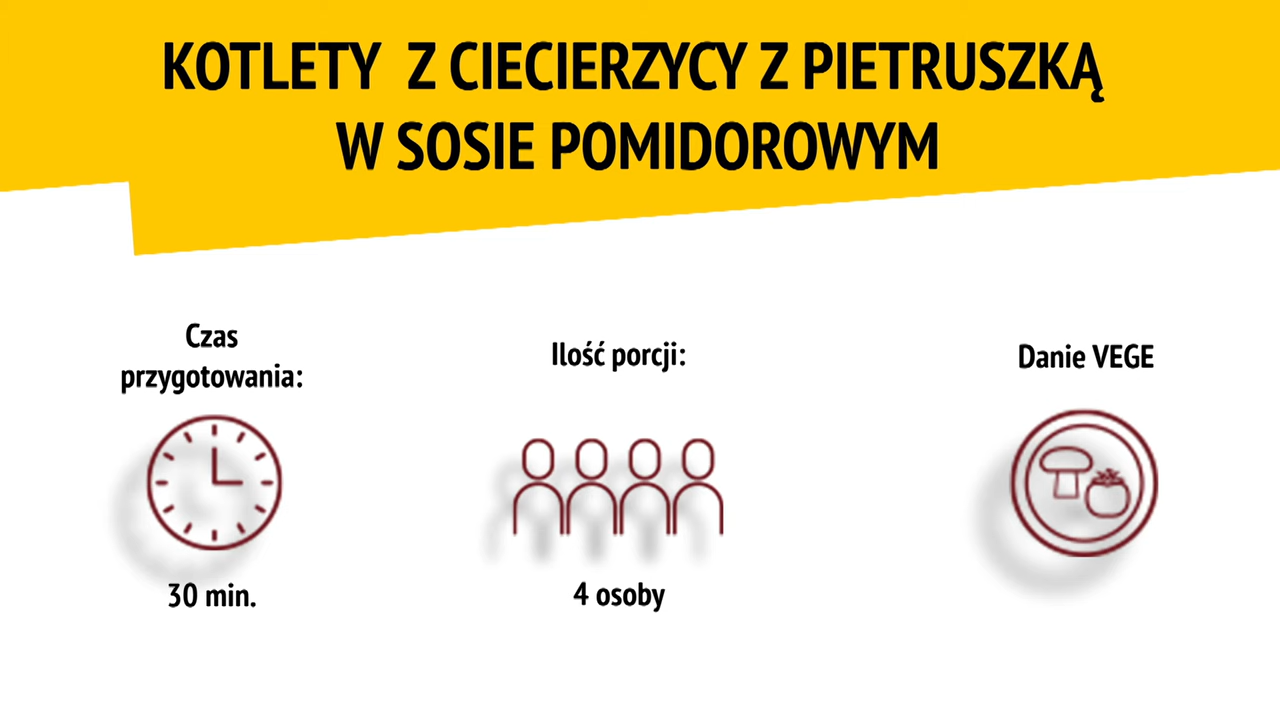 KOTLETY Z CIECIERZYCY Z PIETRUSZKĄ
W SOSIE POMIDOROWYM
Czas
przygotowania:
30 min.
Ilość porcji:
4 osoby
Danie VEGE